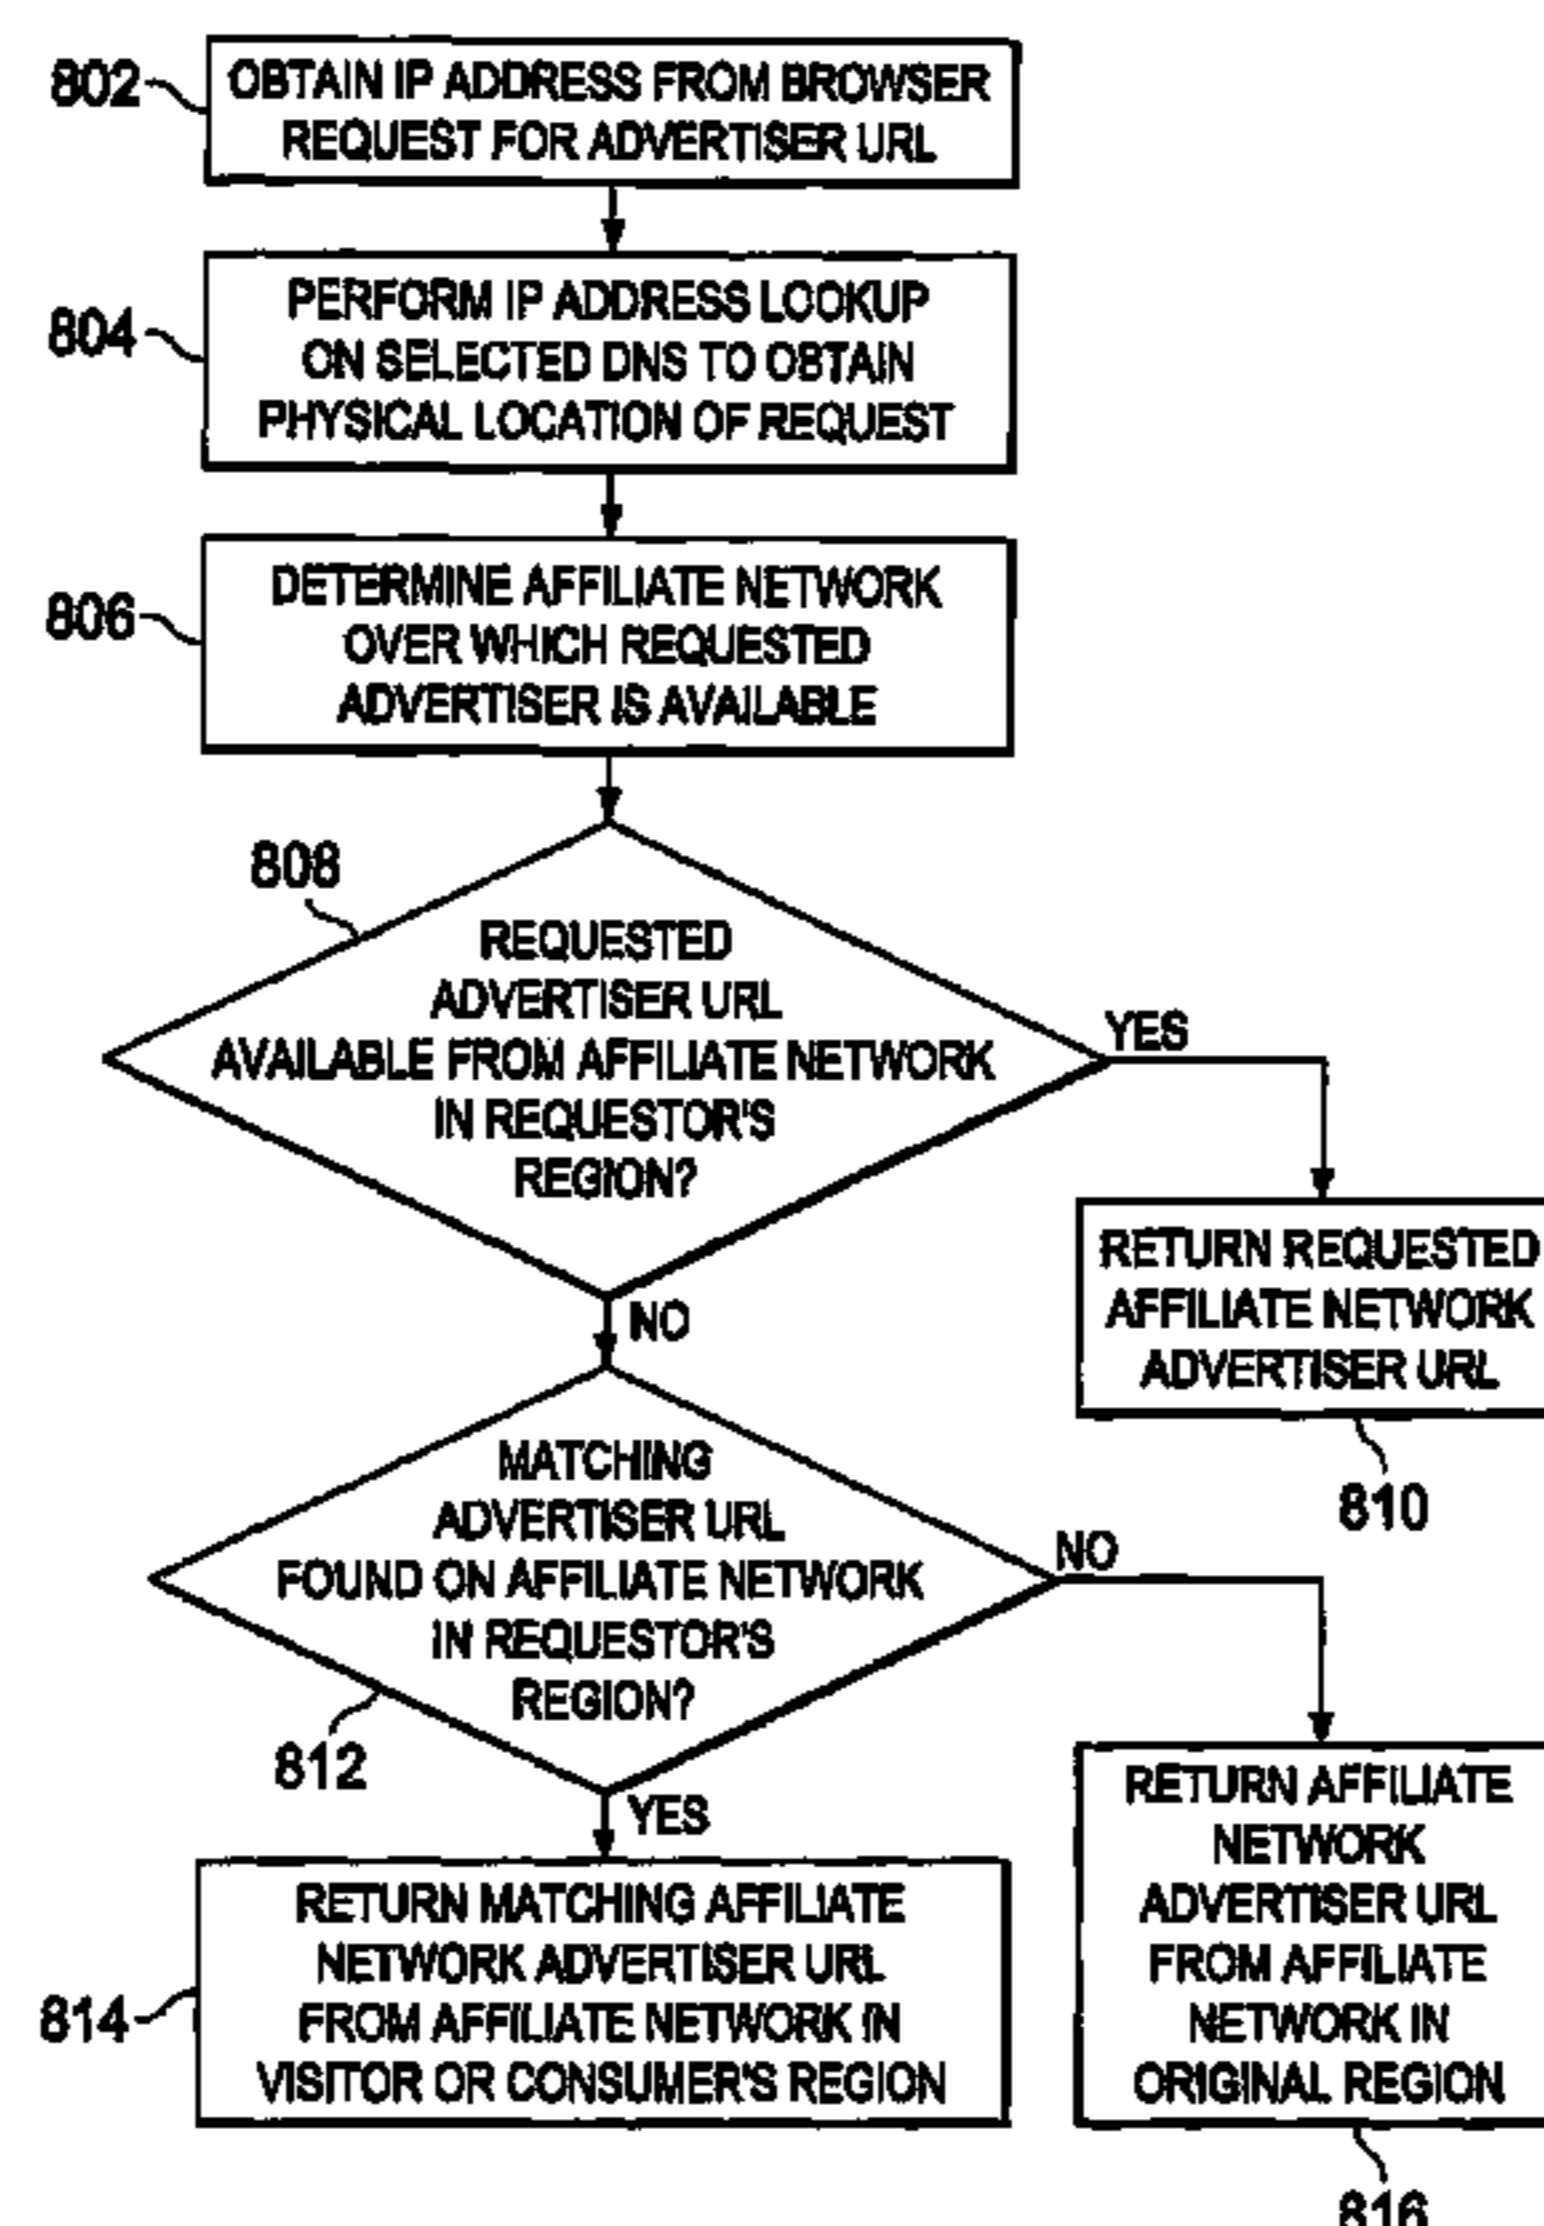 802
OBTAIN IP ADDRESS FROM BROWSER
REQUEST FOR ADVERTISER URL
804
PERFORM IP ADDRESS LOOKUP
ON SELECTED DNS TO OBTAIN
PHYSICAL LOCATION OF REQUEST
806
DETERMINE AFFILIATE NETWORK
OVER WHICH REQUESTED
ADVERTISER IS AVAILABLE
808
REQUESTED
ADVERTISER URL
AVAILABLE FROM AFFILIATE NETWORK
IN REQUESTOR'S
REGION?
YES
RETURN REQUESTED
AFFILIATE NETWORK
ADVERTISER URL
810
NO
MATCHING
ADVERTISER URL
FOUND ON AFFILIATE NETWORK
IN REQUESTOR'S
REGION?
812
NO
RETURN AFFILIATE
NETWORK
ADVERTISER URL
FROM AFFILIATE
NETWORK IN
ORIGINAL REGION
816
YES
RETURN MATCHING AFFILIATE
NETWORK ADVERTISER URL
FROM AFFILIATE NETWORK IN
VISITOR OR CONSUMER'S REGION
814